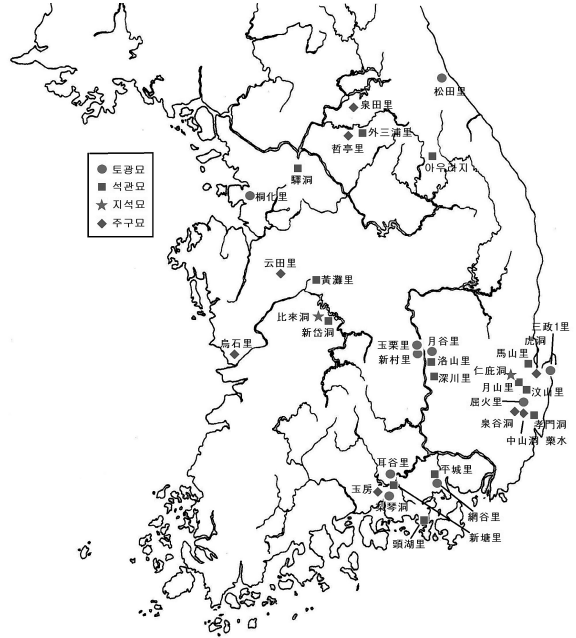 松田里
泉田里
外三浦里
哲亭里
아우라지
驛洞
토광묘
석관묘
지석묘
주구묘
桐化里
云田里
黃灘里
比來洞
新岱洞
三政1里
虎洞
烏石里
玉栗里
月谷里
馬山里
新村里
洛山里
仁庇洞
深川里
月山里
汶山里
屈火里
泉谷洞
孝門洞 栗水
中山洞
耳谷里
平城里
玉房
梨琴洞
網谷里
新塘里
頭湖里